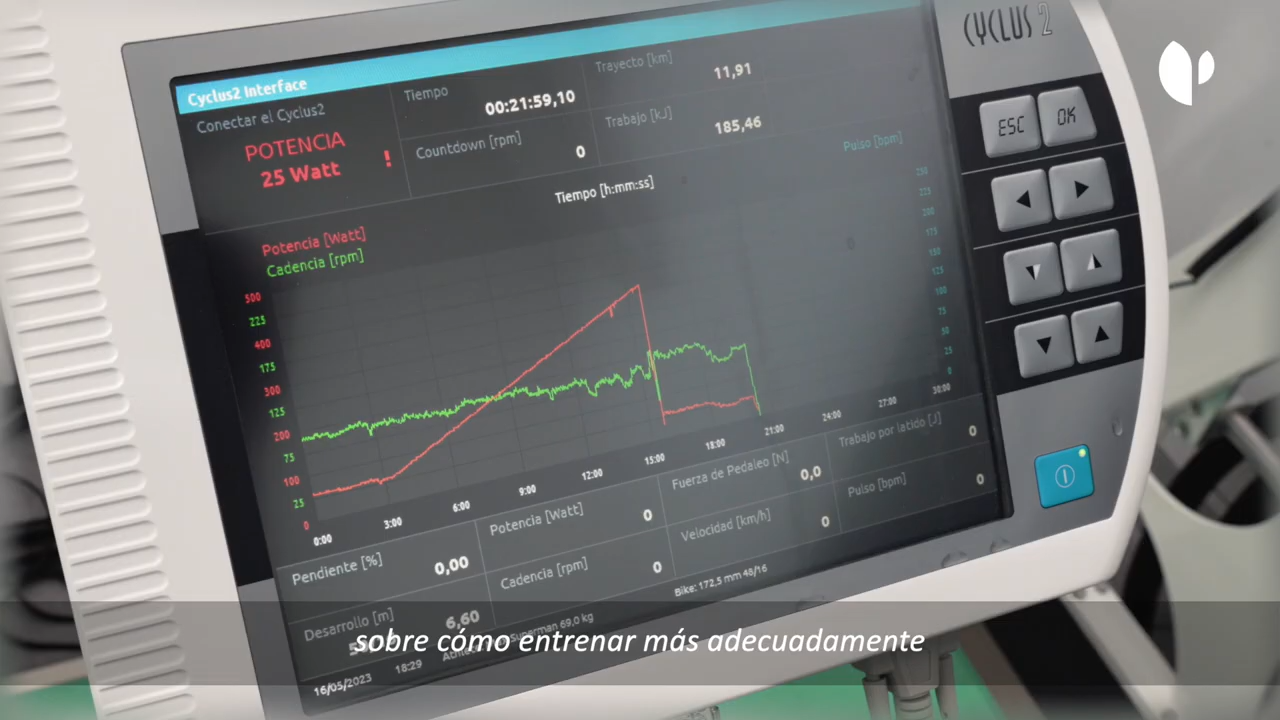 CYCLUS 2
Cyclus2 Interface
Conectar el Cyclus2
POTENCIA
25 Watt
!
Tiempo
00:21:59,10
Countdown [rpm]
0
Trayecto [km]
11,91
Trabajo [kJ]
185,46
ESC
OK
Tiempo [h:mm:ss]
Pulso [bpm]
Potencia [Watt]
Cadencia [rpm]
500
225
400
175
300
125
200
75
100
25
0
250
225
200
175
150
125
100
75
50
25
0
0:00
3:00
6:00
9:00
12:00
15:00
18:00
21:00
24:00
27:00
30:00
Pendiente [%]
0,00
Potencia [Watt]
0
Fuerza de Pedaleo [N]
0,0
Trabajo por latido [J]
0
Desarrollo [m]
6,60
Cadencia [rpm]
0
Velocidad [km/h]
0
Pulso [bpm]
0
16/05/2023
18:29
Superman 69,0 kg
Bike: 172,5 mm 48/16
sobre cómo entrenar más adecuadamente